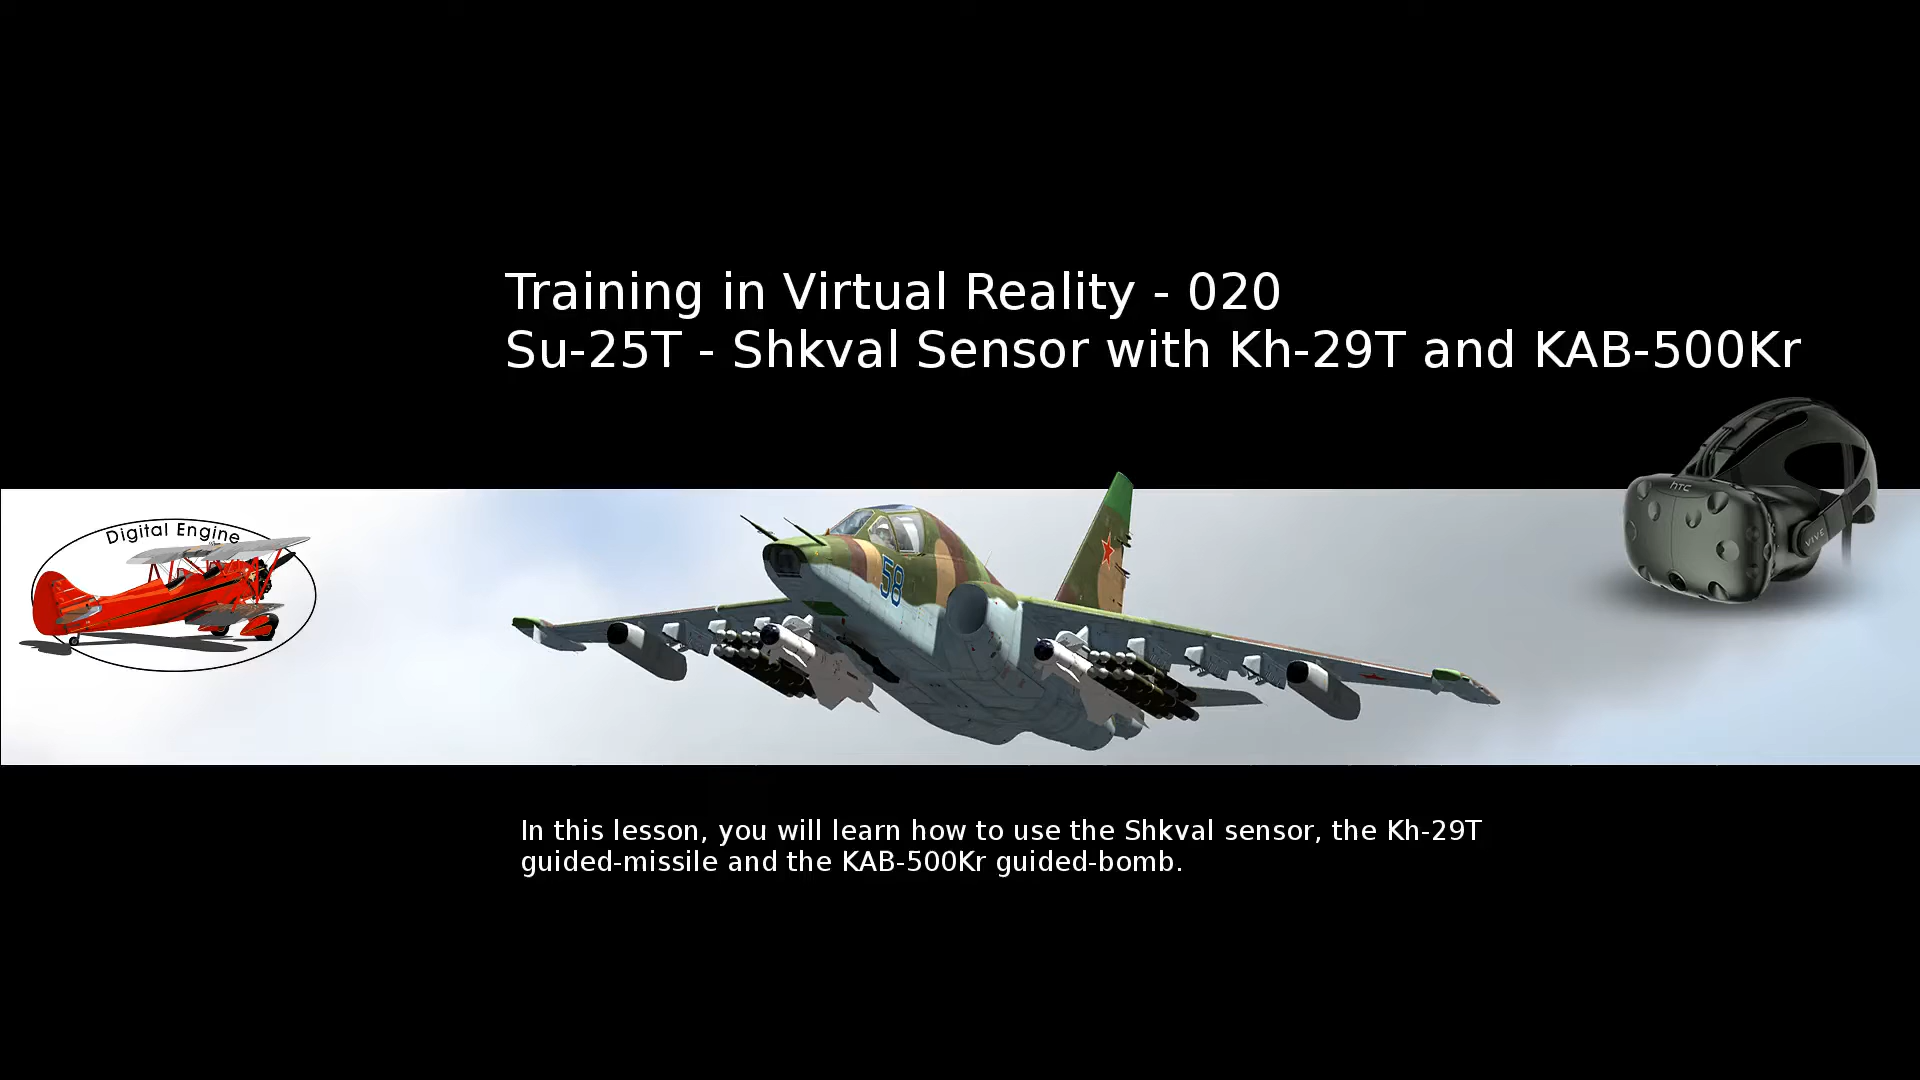 Training in Virtual Reality - 020
Su-25T - Shkval Sensor with Kh-29T and KAB-500Kr
hTC
VIVE
Digital Engine
58
In this lesson, you will learn how to use the Shkval sensor, the Kh-29T
guided-missile and the KAB-500Kr guided-bomb.